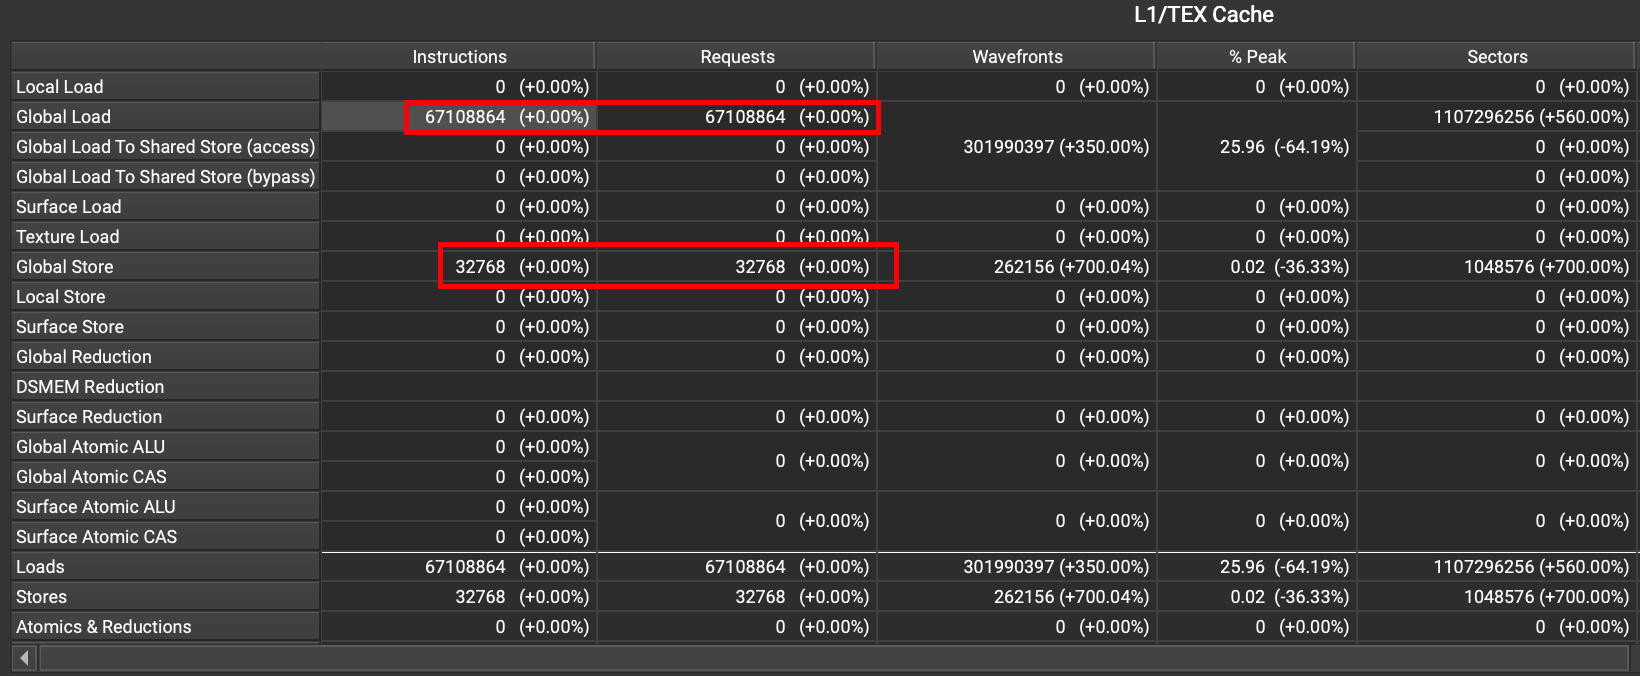 L1/TEX Cache
Instructions Requests Wavefronts % Peak Sectors
Local Load 0 (+0.00%) 0 (+0.00%) 0 (+0.00%) 0 (+0.00%) 0 (+0.00%)
Global Load 67108864 (+0.00%) 67108864 (+0.00%) 1107296256 (+560.00%)
Global Load To Shared Store (access) 0 (+0.00%) 0 (+0.00%) 301990397 (+350.00%) 25.96 (-64.19%) 0 (+0.00%)
Global Load To Shared Store (bypass) 0 (+0.00%) 0 (+0.00%) 0 (+0.00%)
Surface Load 0 (+0.00%) 0 (+0.00%) 0 (+0.00%) 0 (+0.00%) 0 (+0.00%)
Texture Load 0 (+0.00%) 0 (+0.00%) 0 (+0.00%) 0 (+0.00%) 0 (+0.00%)
Global Store 32768 (+0.00%) 32768 (+0.00%) 262156 (+700.04%) 0.02 (-36.33%) 1048576 (+700.00%)
Local Store 0 (+0.00%) 0 (+0.00%) 0 (+0.00%) 0 (+0.00%) 0 (+0.00%)
Surface Store 0 (+0.00%) 0 (+0.00%) 0 (+0.00%) 0 (+0.00%) 0 (+0.00%)
Global Reduction 0 (+0.00%) 0 (+0.00%) 0 (+0.00%) 0 (+0.00%) 0 (+0.00%)
DSMEM Reduction
Surface Reduction 0 (+0.00%) 0 (+0.00%) 0 (+0.00%) 0 (+0.00%) 0 (+0.00%)
Global Atomic ALU 0 (+0.00%)
0 (+0.00%) 0 (+0.00%) 0 (+0.00%) 0 (+0.00%)
Global Atomic CAS 0 (+0.00%)
Surface Atomic ALU 0 (+0.00%)
0 (+0.00%) 0 (+0.00%) 0 (+0.00%) 0 (+0.00%)
Surface Atomic CAS 0 (+0.00%)
Loads 67108864 (+0.00%) 67108864 (+0.00%) 301990397 (+350.00%) 25.96 (-64.19%) 1107296256 (+560.00%)
Stores 32768 (+0.00%) 32768 (+0.00%) 262156 (+700.04%) 0.02 (-36.33%) 1048576 (+700.00%)
Atomics & Reductions 0 (+0.00%) 0 (+0.00%) 0 (+0.00%) 0 (+0.00%) 0 (+0.00%)